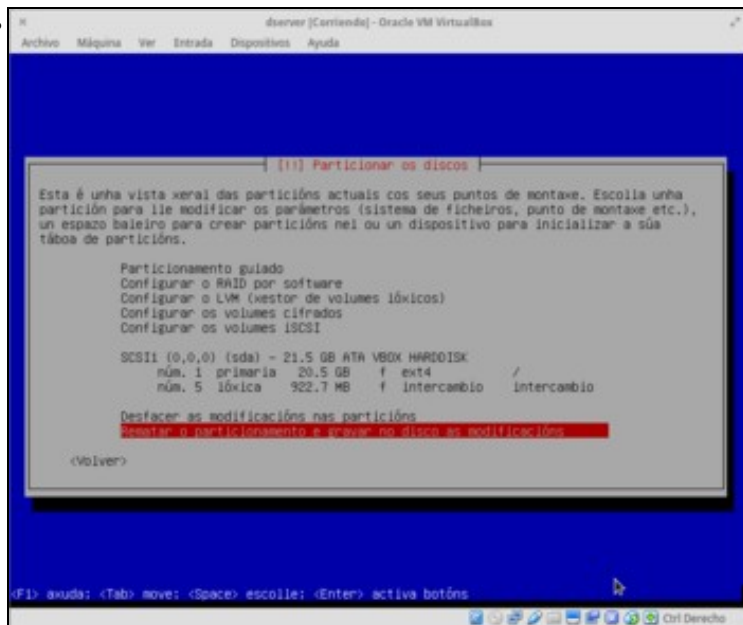 dserver [Corriendo] - Oracle VM VirtualBox
Archivo Máquina Ver Entrada Dispositivos Ayuda
[!!] Particionar os discos
Esta é unha vista xeral das particións actuais cos seus puntos de montaxe. Escolla unha
partición para lle modificar os parámetros (sistema de ficheiros, punto de montaxe etc.),
un espazo baleiro para crear particións nel ou un dispositivo para inicializar a súa
táboa de particións.
Particionamento guiado
Configurar o RAID por software
Configurar o LVM (xestor de volumes lóxicos)
Configurar os volumes cifrados
Configurar os volumes iSCSI
SCSI1 (0,0,0) (sda) - 21.5 GB ATA VBOX HARDDISK
núm. 1 primaria 20.5 GB f ext4 /
núm. 5 lóxica 922.7 MB f intercambio intercambio
Desfacer as modificacións nas particións
Rematar o particionamento e gravar no disco as modificacións
<Volver>
<F1> axuda; <Tab> move; <Space> escolle; <Enter> activa botóns
Ctrl Derecho